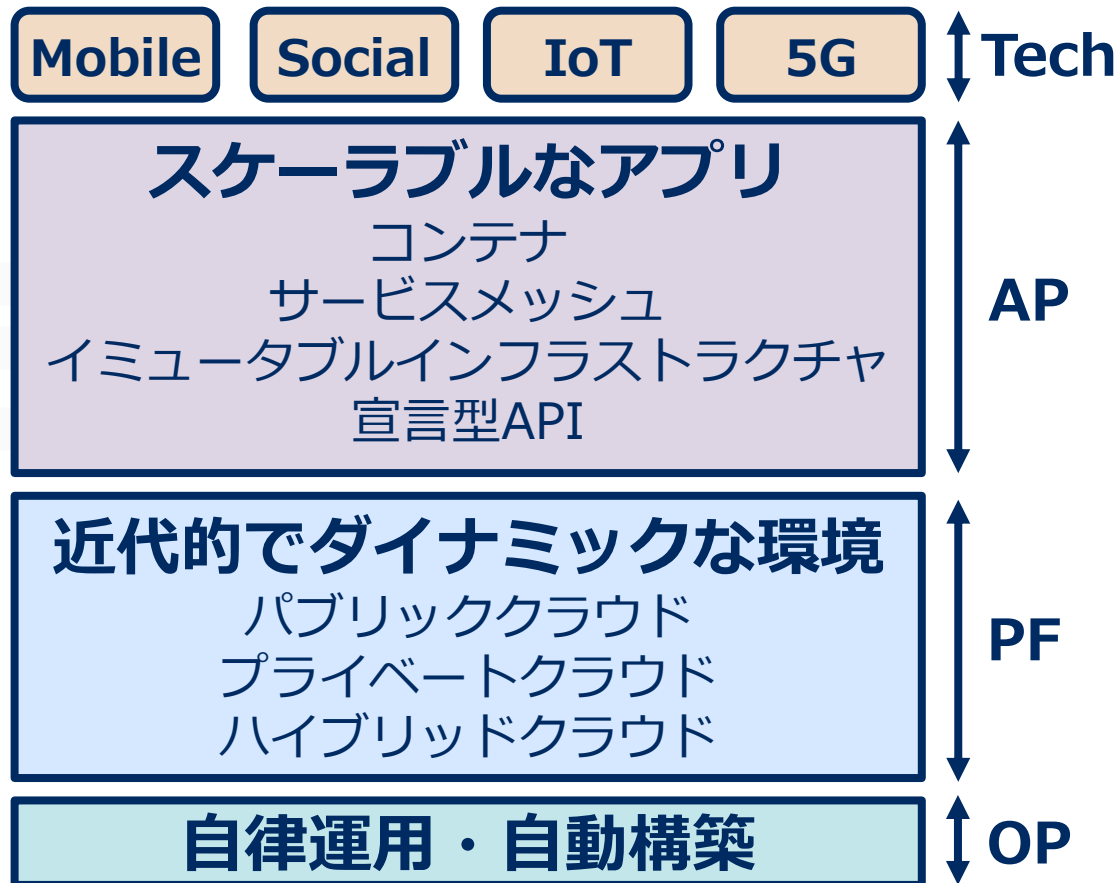 Mobile Social IoT 5G Tech
スケーラブルなアプリ
コンテナ
サービスメッシュ
イミュータブルインフラストラクチャ
宣言型API
AP
近代的でダイナミックな環境
パブリッククラウド
プライベートクラウド
ハイブリッドクラウド
PF
自律運用・自動構築 OP